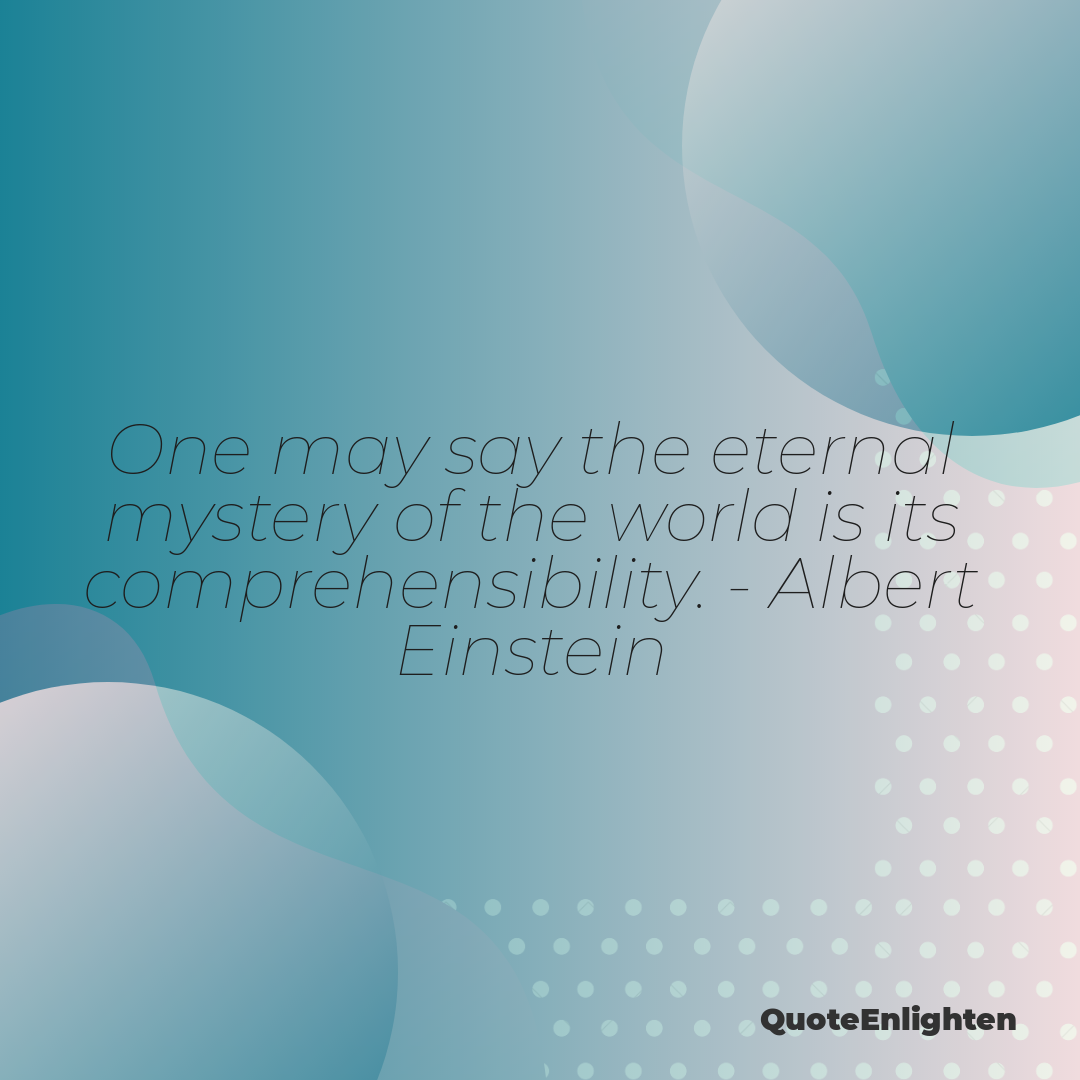 One may say the eternal
mystery of the world is its
comprehensibility. - Albert
Einstein
QuoteEnlighten